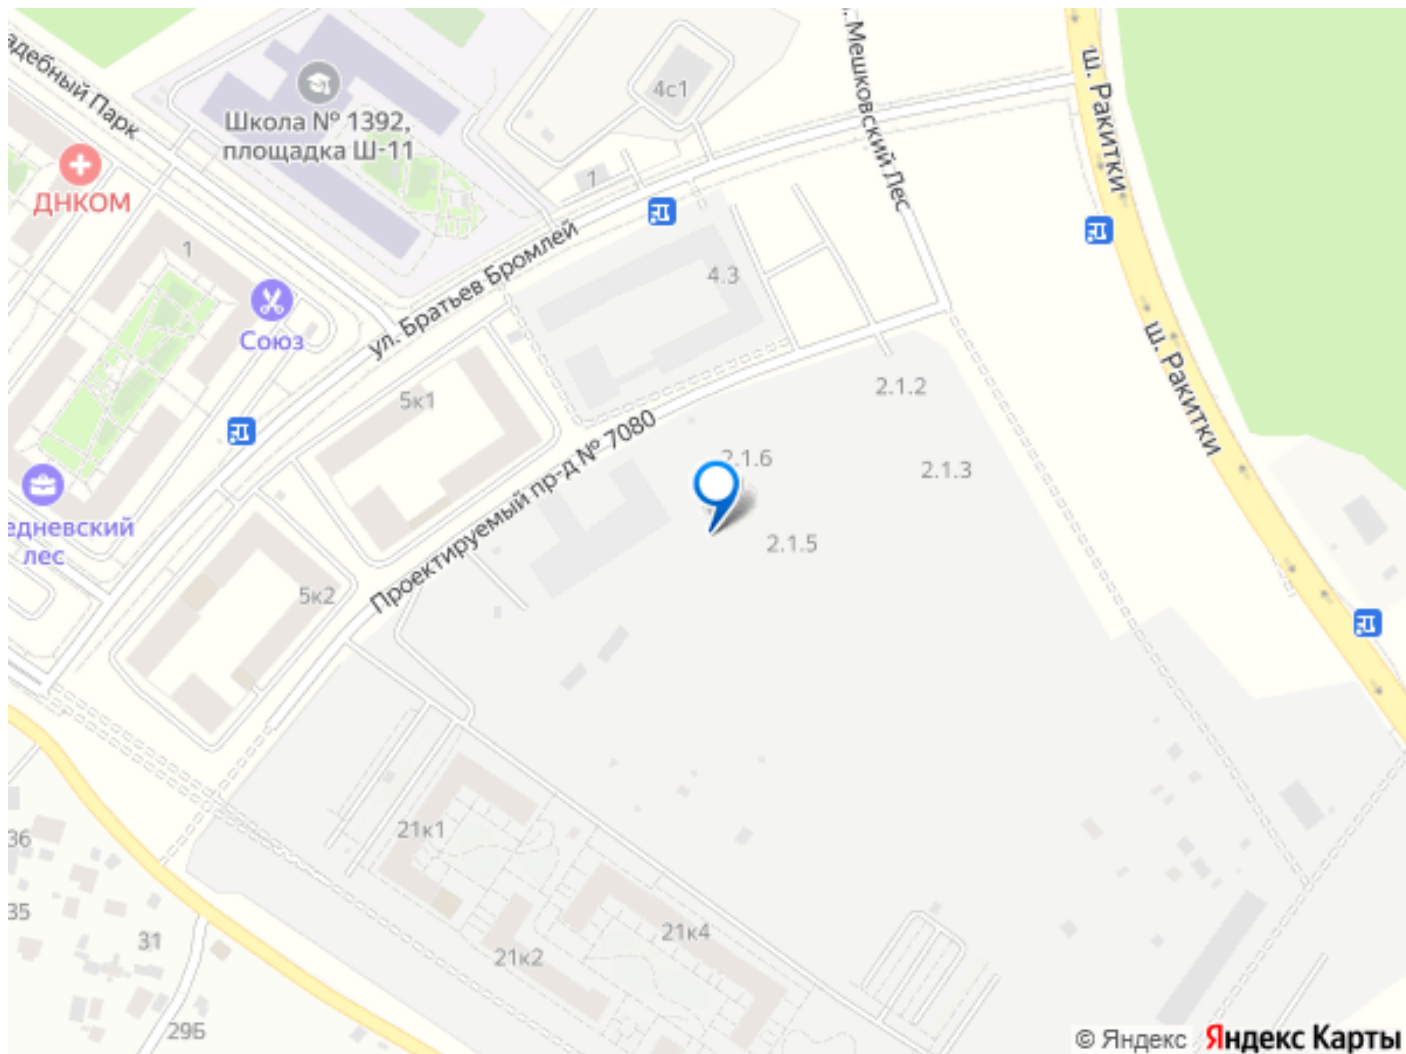 адебный Парк
Школа № 1392,
площадка Ш-11
4с1
Мешковский Лес
ш. Ракитки
ДНКОМ
1
7
ул. Братьев Бромлей
4.3
Союз
ш. Ракитки
5к1
2.1.2
Проектируемый пр-д № 7080
2.1.6
2.1.3
едневский
лес
2.1.5
5к2
21к1
36
35
31
21к4
21к2
29Б
© Яндекс Яндекс Карты